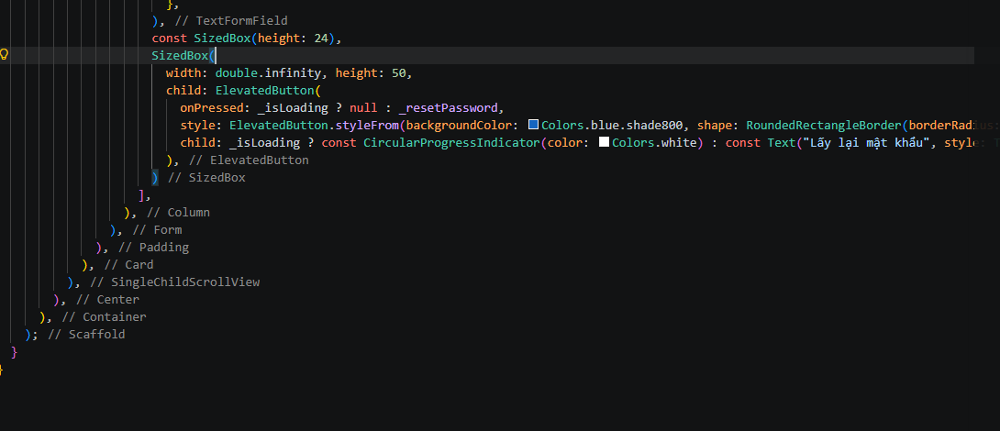 },
), // TextFormField
const SizedBox(height: 24),
SizedBox(
width: double.infinity, height: 50,
child: ElevatedButton(
onPressed: _isLoading ? null : _resetPassword,
style: ElevatedButton.styleFrom(backgroundColor: Colors.blue.shade800, shape: RoundedRectangleBorder(borderRadius:
child: _isLoading ? const CircularProgressIndicator(color: Colors.white) : const Text("Lấy lại mật khẩu", style: T
), // ElevatedButton
) // SizedBox
],
), // Column
), // Form
), // Padding
), // Card
), // SingleChildScrollView
), // Center
), // Container
); // Scaffold
}
}